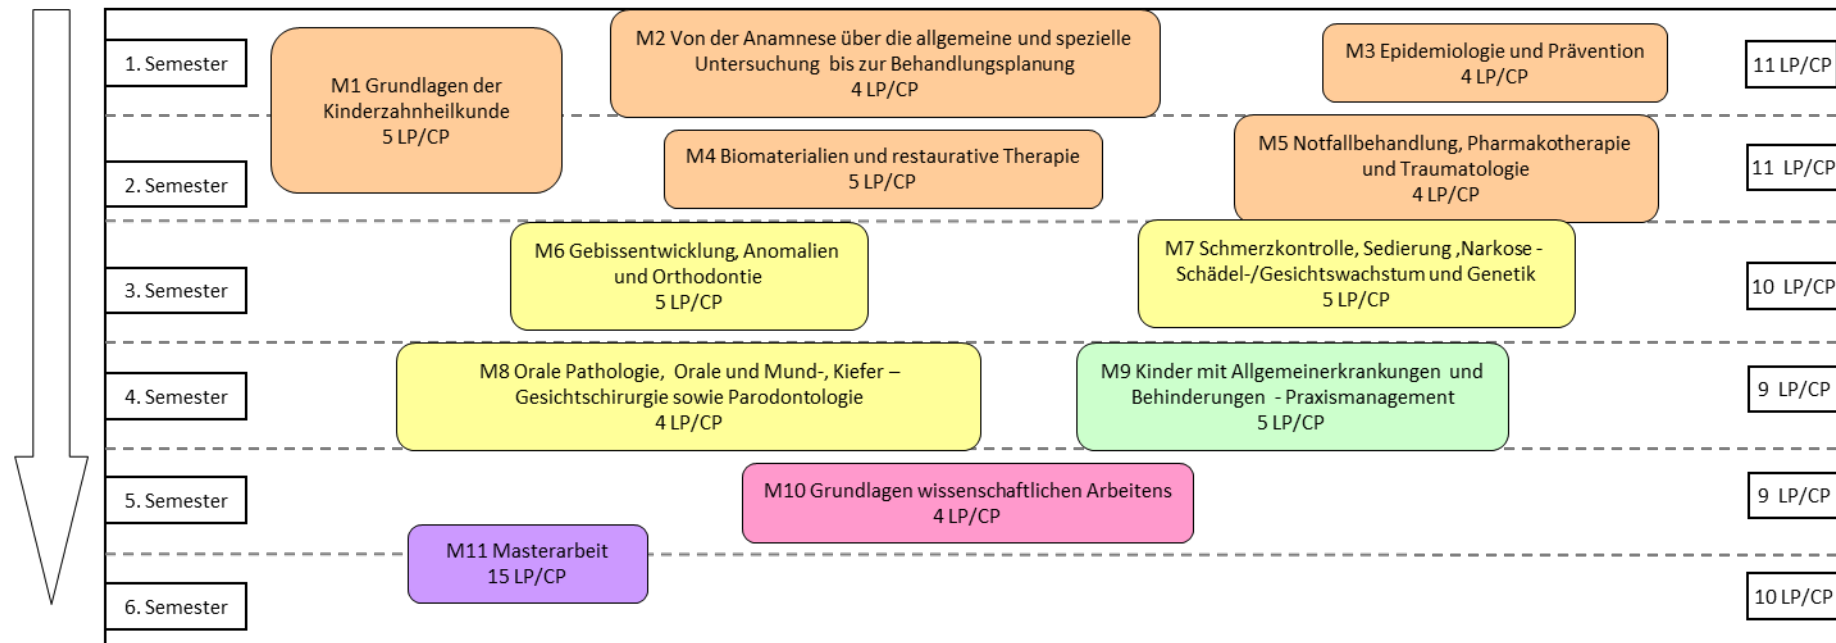 1. Semester
M1 Grundlagen der
Kinderzahnheilkunde
5 LP/CP
M2 Von der Anamnese über die allgemeine und spezielle
Untersuchung bis zur Behandlungsplanung
4 LP/CP
M3 Epidemiologie und Prävention
4 LP/CP
11 LP/CP
2. Semester
M4 Biomaterialien und restaurative Therapie
5 LP/CP
M5 Notfallbehandlung, Pharmakotherapie
und Traumatologie
4 LP/CP
11 LP/CP
3. Semester
M6 Gebissentwicklung, Anomalien
und Orthodontie
5 LP/CP
M7 Schmerzkontrolle, Sedierung ,Narkose -
Schädel-/Gesichtswachstum und Genetik
5 LP/CP
10 LP/CP
4. Semester
M8 Orale Pathologie, Orale und Mund-, Kiefer –
Gesichtschirurgie sowie Parodontologie
4 LP/CP
M9 Kinder mit Allgemeinerkrankungen und
Behinderungen - Praxismanagement
5 LP/CP
9 LP/CP
5. Semester
M10 Grundlagen wissenschaftlichen Arbeitens
4 LP/CP
9 LP/CP
M11 Masterarbeit
15 LP/CP
6. Semester
10 LP/CP